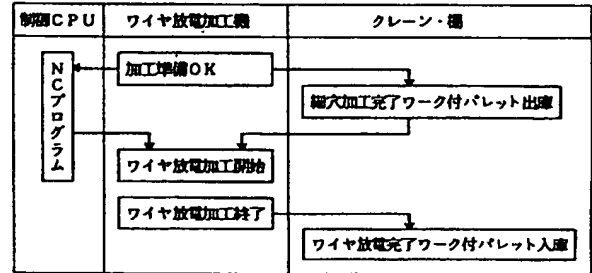 制御CPU
ワイヤ放電加工機
クレーン・棚
NCプログラム
加工準備OK
細穴加工完了ワーク付パレット出庫
ワイヤ放電加工開始
ワイヤ放電加工終了
ワイヤ放電完了ワーク付パレット入庫